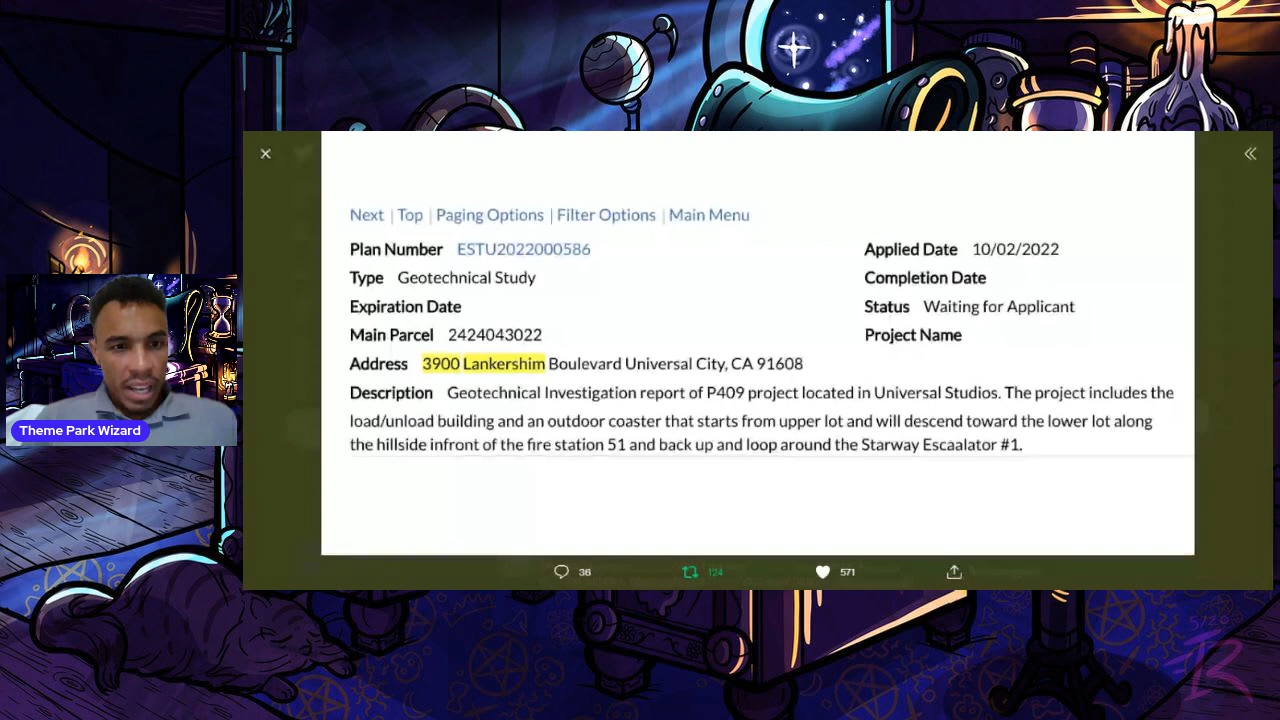 Next | Top | Paging Options | Filter Options | Main Menu
Plan Number ESTU2022000586 Applied Date 10/02/2022
Type Geotechnical Study Completion Date
Expiration Date Status Waiting for Applicant
Main Parcel 2424043022 Project Name
Address 3900 Lankershim Boulevard Universal City, CA 91608
Description Geotechnical Investigation report of P409 project located in Universal Studios. The project includes the
load/unload building and an outdoor coaster that starts from upper lot and will descend toward the lower lot along
the hillside infront of the fire station 51 and back up and loop around the Starway Escaalator #1.
Theme Park Wizard
36 124 571